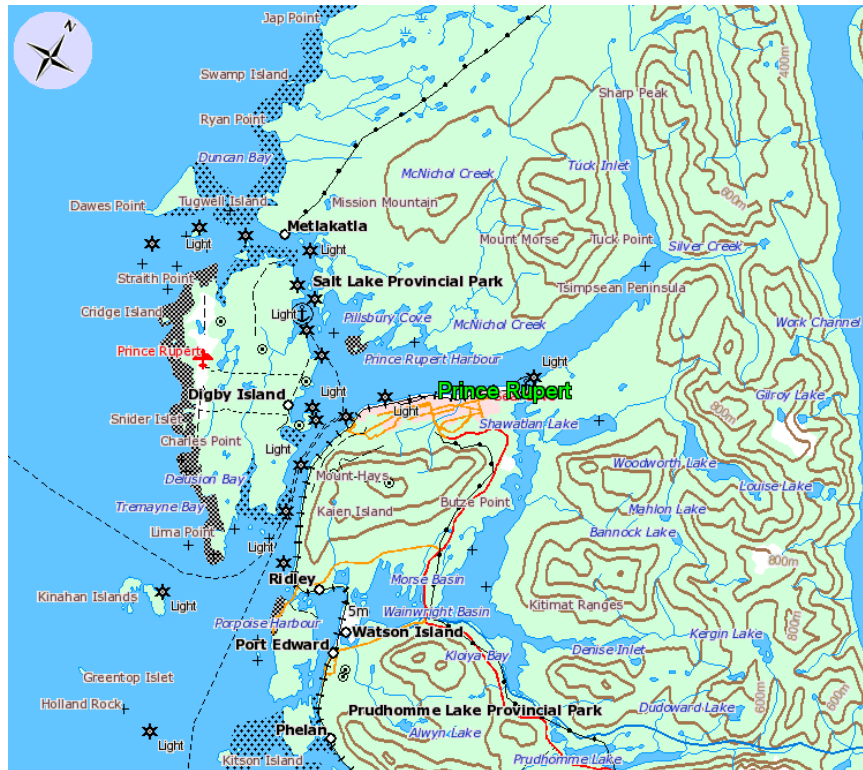 N
Jap Point
Swamp Island
Ryan Point
Duncan Bay
Dawes Point
Tugwell Island
Metlakatla
Mission Mountain
McNichol Creek
Sharp Peak
400m
Tuck Inlet
600m
Mount Morse
Tuck Point
Silver Creek
Light
Light
Straith Point
Salt Lake Provincial Park
Tsimpsean Peninsula
Cridge Island
Light
Pillsbury Cove
McNichol Creek
Work Channel
Prince Rupert
Prince Rupert Harbour
Light
Digby Island
Prince Rupert
Gilroy Lake
Snider Islet
Light
Shawatlan Lake
800m
Charles Point
Light
Woodworth Lake
Delusion Bay
Mount Hays
Louise Lake
Tremayne Bay
Kaien Island
Butze Point
Mahlon Lake
Lima Point
Bannock Lake
Light
800m
Ridley
Morse Basin
Kinahan Islands
Light
Kitimat Ranges
Porpoise Harbour
5m
Wainwright Basin
Watson Island
Kergin Lake
800m
Port Edward
Kloiya Bay
Denise Inlet
Greentop Islet
600m
600m
Holland Rock
Prudhomme Lake Provincial Park
Dudoward Lake
Phelan
Alwyn Lake
Light
Kitson Island
Prudhomme Lake